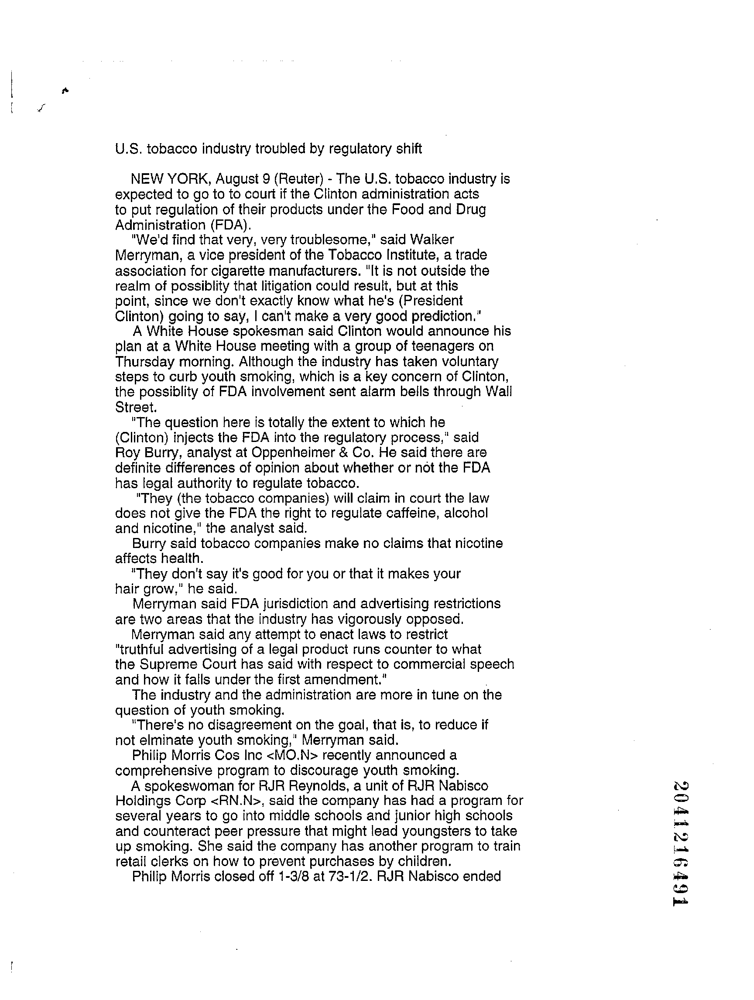 U.S. tobacco industry troubled by regulatory shift
NEW YORK, August 9 (Reuter) - The U.S. tobacco industry is
expected to go to to court if the Clinton administration acts
to put regulation of their products under the Food and Drug
Administration (FDA).
"We'd find that very, very troublesome," said Walker
Merryman, a vice president of the Tobacco Institute, a trade
association for cigarette manufacturers. "It is not outside the
realm of possiblity that litigation could result, but at this
point, since we don't exactly know what he's (President
Clinton) going to say, I can't make a very good prediction."
A White House spokesman said Clinton would announce his
plan at a White House meeting with a group of teenagers on
Thursday morning. Although the industry has taken voluntary
steps to curb youth smoking, which is a key concern of Clinton,
the possiblity of FDA involvement sent alarm bells through Wall
Street.
"The question here is totally the extent to which he
(Clinton) injects the FDA into the regulatory process," said
Roy Burry, analyst at Oppenheimer & Co. He said there are
definite differences of opinion about whether or not the FDA
has legal authority to regulate tobacco.
"They (the tobacco companies) will claim in court the law
does not give the FDA the right to regulate caffeine, alcohol
and nicotine," the analyst said.
Burry said tobacco companies make no claims that nicotine
affects health.
"They don't say it's good for you or that it makes your
hair grow," he said.
Merryman said FDA jurisdiction and advertising restrictions
are two areas that the industry has vigorously opposed.
Merryman said any attempt to enact laws to restrict
"truthful advertising of a legal product runs counter to what
the Supreme Court has said with respect to commercial speech
and how it falls under the first amendment."
The industry and the administration are more in tune on the
question of youth smoking.
"There's no disagreement on the goal, that is, to reduce if
not elminate youth smoking," Merryman said.
Philip Morris Cos Inc <MO.N> recently announced a
comprehensive program to discourage youth smoking.
A spokeswoman for RJR Reynolds, a unit of RJR Nabisco
Holdings Corp <RN.N>, said the company has had a program for
several years to go into middle schools and junior high schools
and counteract peer pressure that might lead youngsters to take
up smoking. She said the company has another program to train
retail clerks on how to prevent purchases by children.
Philip Morris closed off 1-3/8 at 73-1/2. RJR Nabisco ended
2041216491